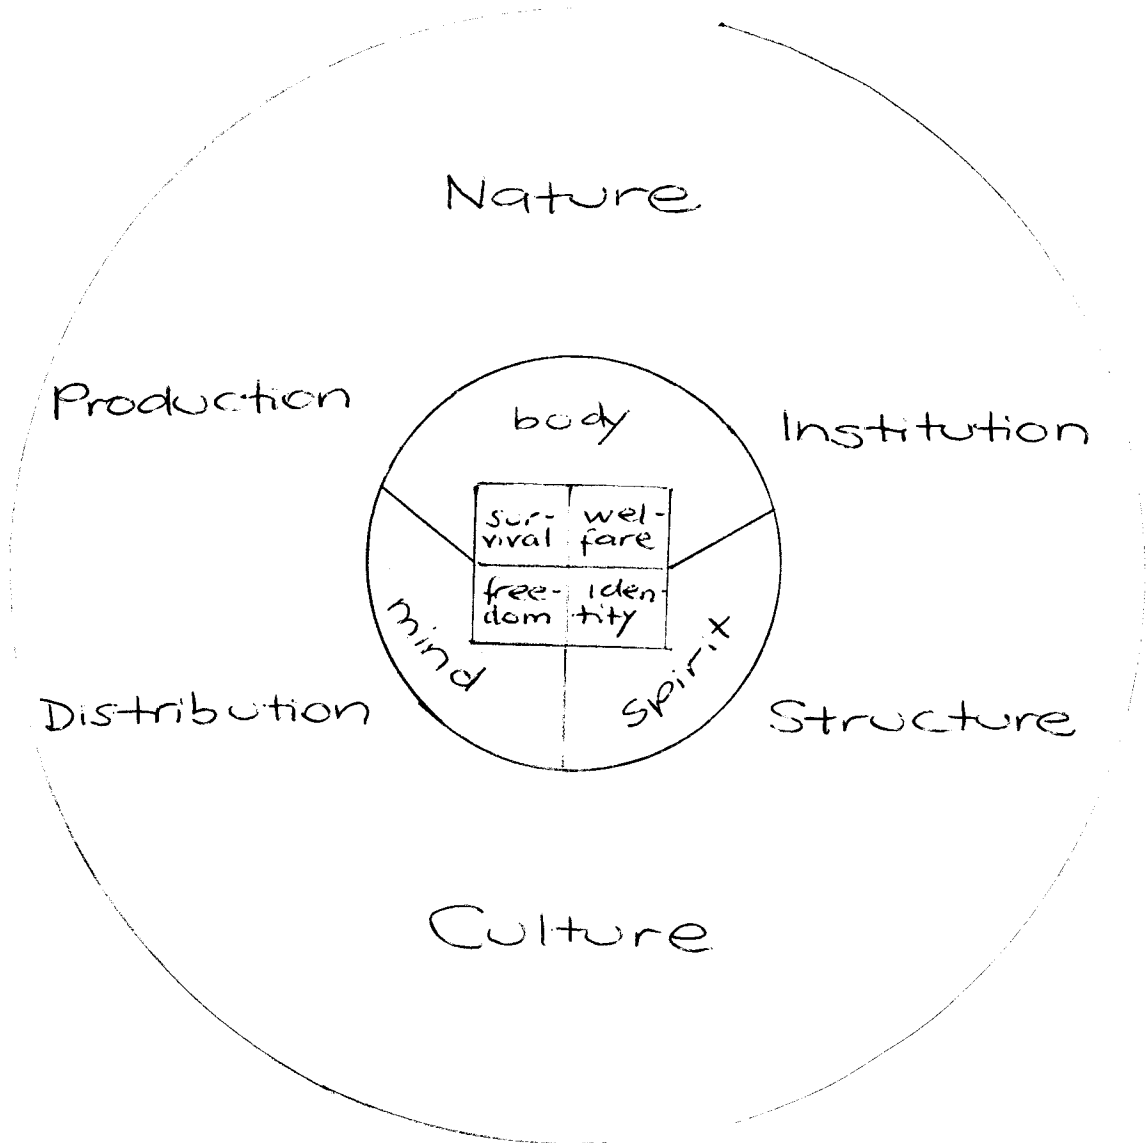 Nature
Production
Institution
body
sur- wel-
vival fare
free- iden-
dom tity
mind
spirit
Distribution
Structure
Culture